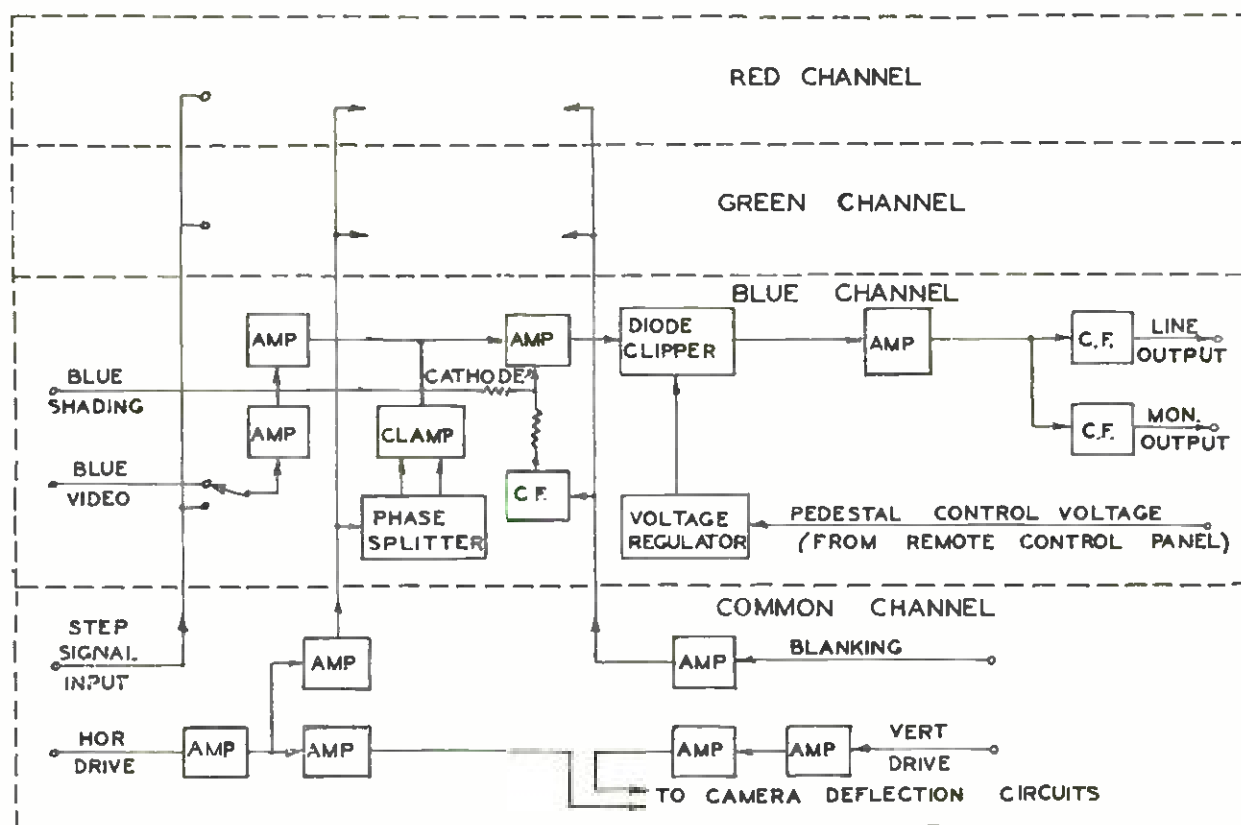 RED CHANNEL
GREEN CHANNEL
BLUE CHANNEL
AMP
AMP
DIODE
CLIPPER
AMP
C.F.
LINE
OUTPUT
BLUE
SHADING
CATHODE
AMP
CLAMP
C.F.
MON.
OUTPUT
BLUE
VIDEO
PHASE
SPLITTER
C.F.
VOLTAGE
REGULATOR
PEDESTAL CONTROL VOLTAGE
(FROM REMOTE CONTROL PANEL)
COMMON CHANNEL
STEP
SIGNAL
INPUT
AMP
AMP
BLANKING
HOR
DRIVE
AMP
AMP
AMP
AMP
VERT
DRIVE
TO CAMERA DEFLECTION CIRCUITS